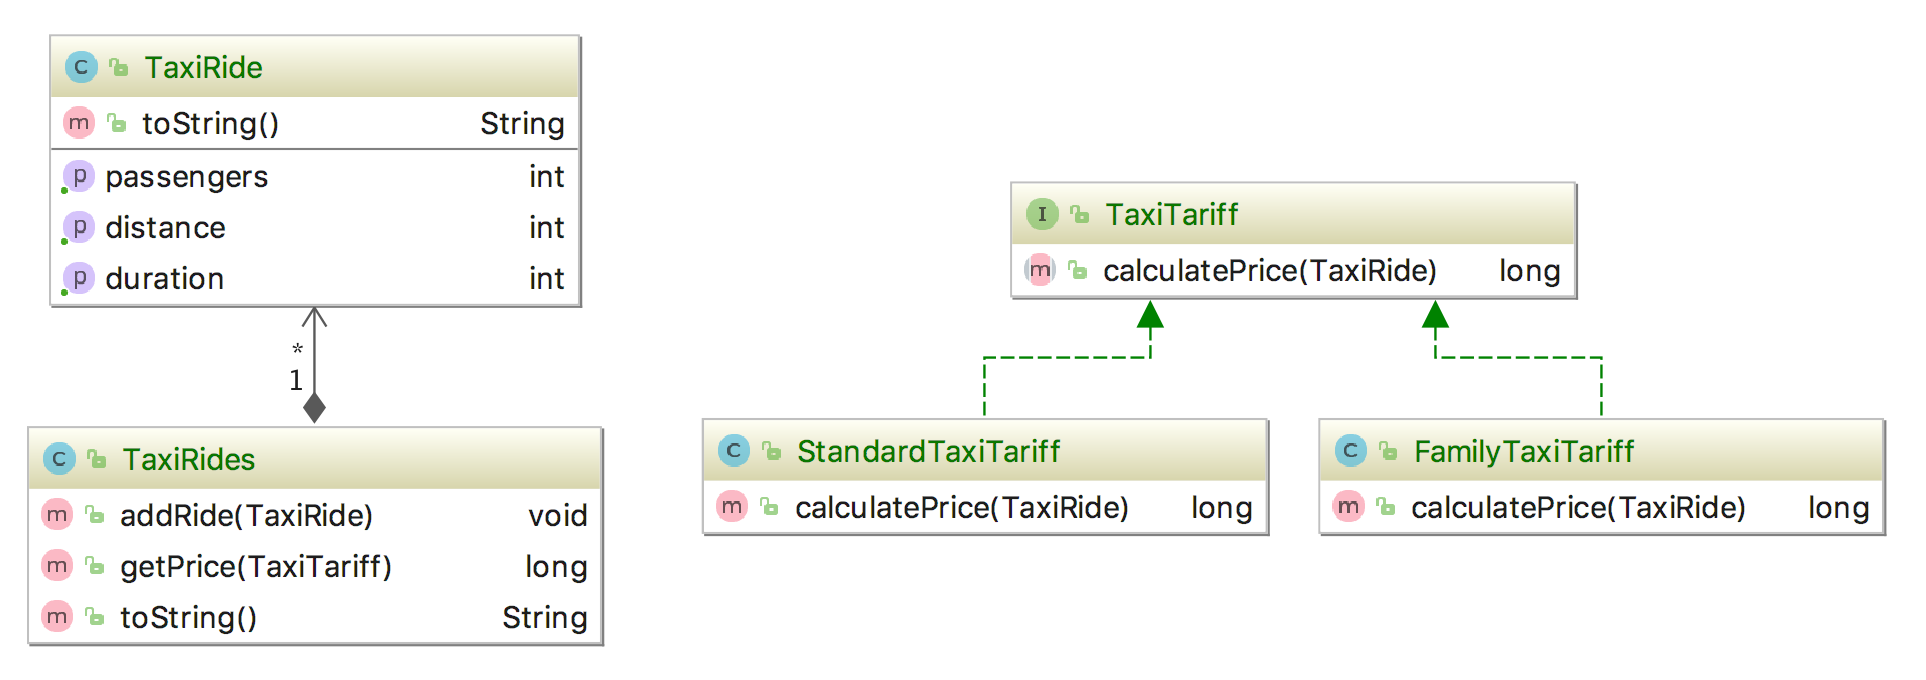 C TaxiRide
m toString() String
p passengers int
p distance int
p duration int
*
1
C TaxiRides
m addRide(TaxiRide) void
m getPrice(TaxiTariff) long
m toString() String
I TaxiTariff
m calculatePrice(TaxiRide) long
C StandardTaxiTariff
m calculatePrice(TaxiRide) long
C FamilyTaxiTariff
m calculatePrice(TaxiRide) long